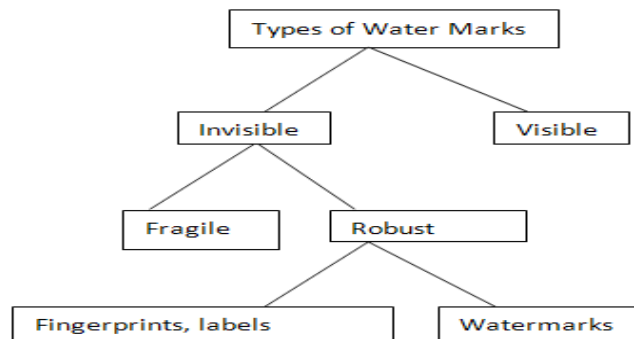 Types of Water Marks
Invisible
Visible
Fragile
Robust
Fingerprints, labels
Watermarks